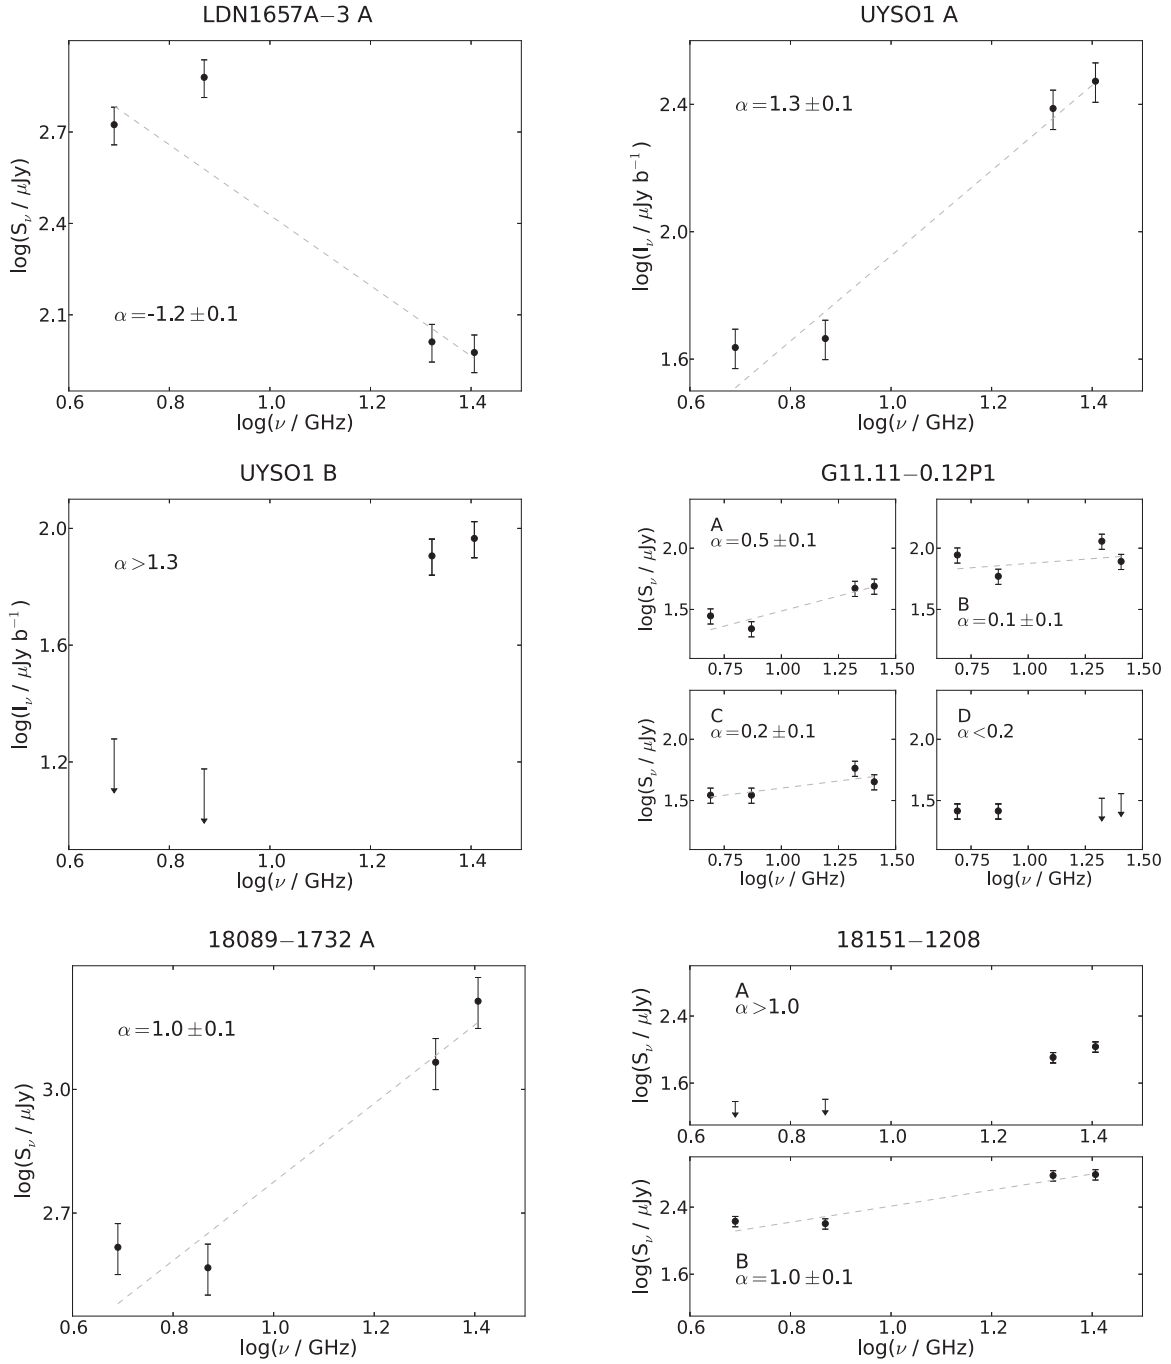 LDN1657A−3 A
log(Sν / μJy)
2.7
2.4
2.1
α=-1.2±0.1
0.6 0.8 1.0 1.2 1.4
log(ν / GHz)
UYSO1 A
log(Iν / μJy b−1)
2.4
2.0
1.6
α=1.3±0.1
0.6 0.8 1.0 1.2 1.4
log(ν / GHz)
UYSO1 B
log(Iν / μJy b−1)
2.0
1.6
1.2
α>1.3
0.6 0.8 1.0 1.2 1.4
log(ν / GHz)
G11.11−0.12P1
log(Sν / μJy)
2.0
1.5
A
α=0.5±0.1
0.75 1.00 1.25 1.50
2.0
1.5
B
α=0.1±0.1
0.75 1.00 1.25 1.50
log(Sν / μJy)
2.0
1.5
C
α=0.2±0.1
0.75 1.00 1.25 1.50
log(ν / GHz)
2.0
1.5
D
α<0.2
0.75 1.00 1.25 1.50
log(ν / GHz)
18089−1732 A
log(Sν / μJy)
3.0
2.7
α=1.0±0.1
0.6 0.8 1.0 1.2 1.4
log(ν / GHz)
18151−1208
log(Sν / μJy)
2.4
1.6
A
α>1.0
0.6 0.8 1.0 1.2 1.4
log(Sν / μJy)
2.4
1.6
B
α=1.0±0.1
0.6 0.8 1.0 1.2 1.4
log(ν / GHz)